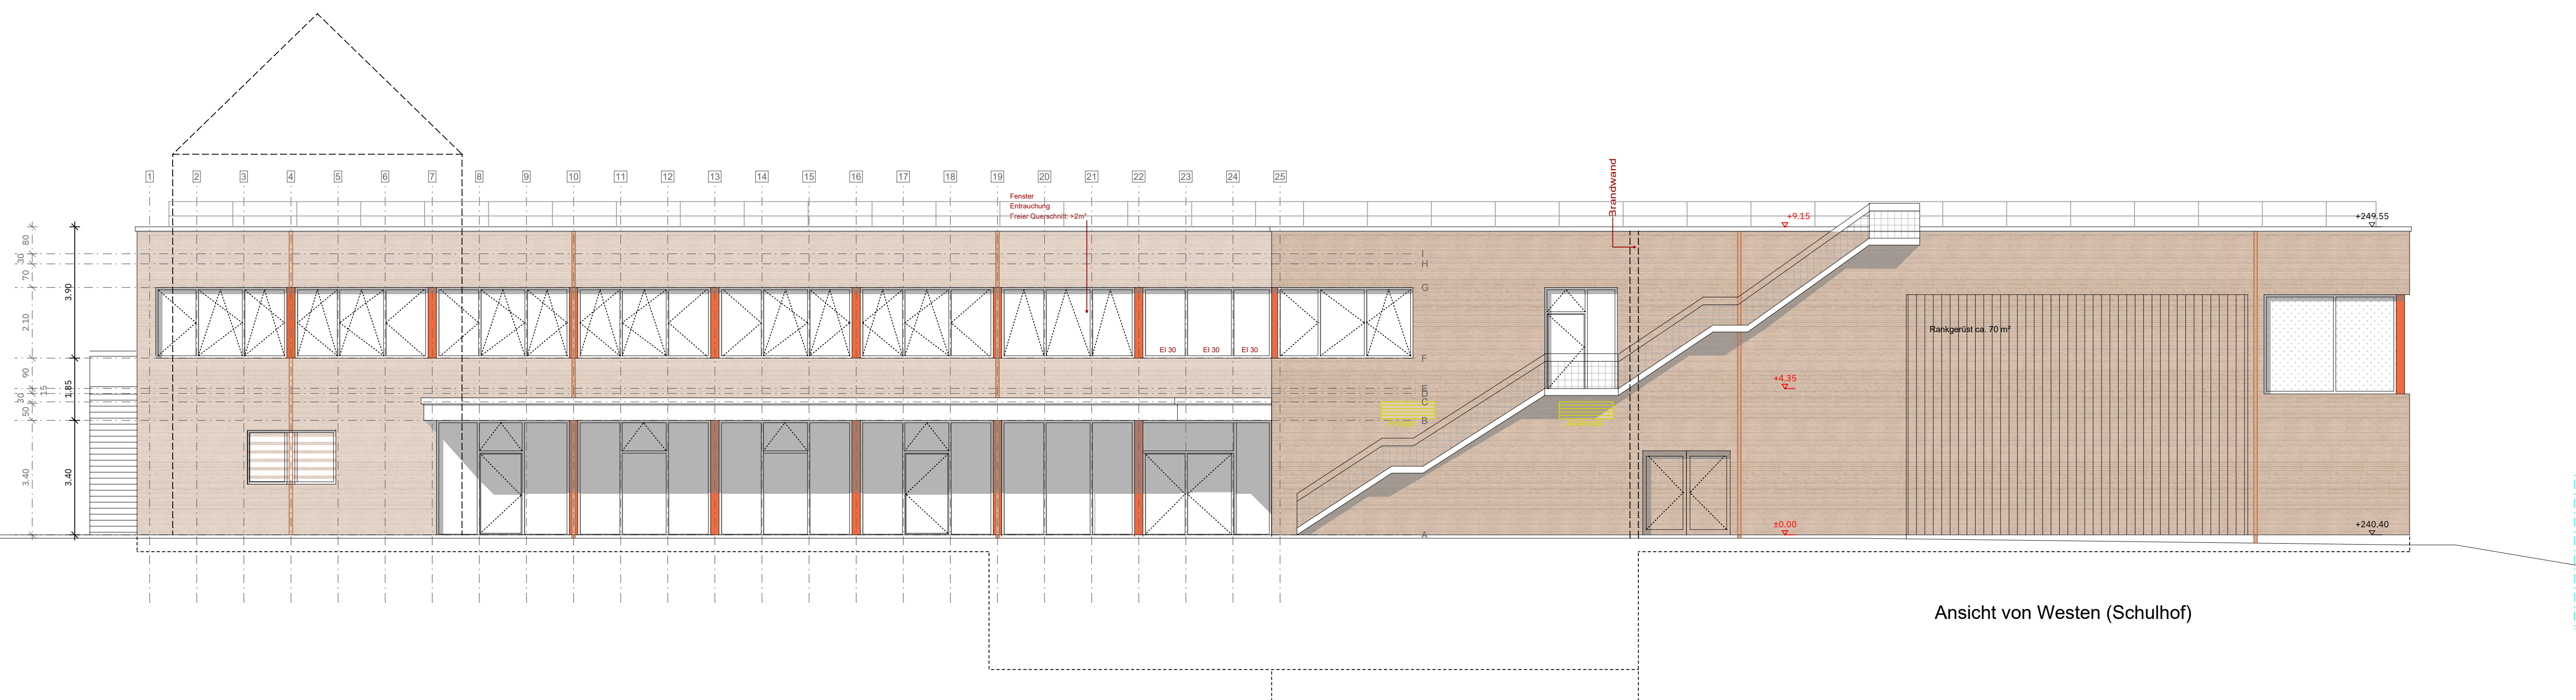 1 2 3 4 5 6 7 8 9 10 11 12 13 14 15 16 17 18 19 20 21 22 23 24 25
Fenster
Entrauchung
Freier Querschnitt: >2m²
Brandwand
+9.15
+249.55
80
30
70
3.90
2.10
90
15
1.85
30
50
3.40
3.40
I
H
G
F
E
D
C
B
A
EI 30
EI 30
EI 30
Rankgerüst ca. 70 m²
+4.35
±0.00
+240.40
Ansicht von Westen (Schulhof)